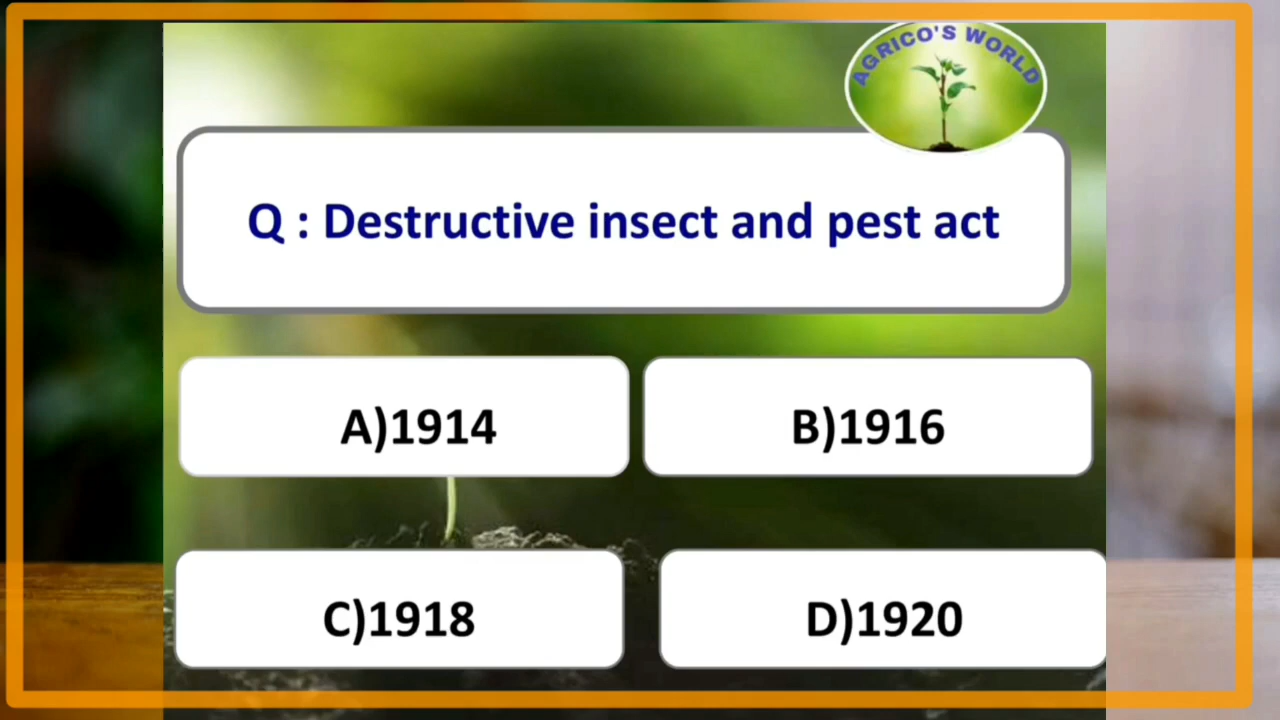 AGRICO'S WORLD
Q : Destructive insect and pest act
A)1914
B)1916
C)1918
D)1920